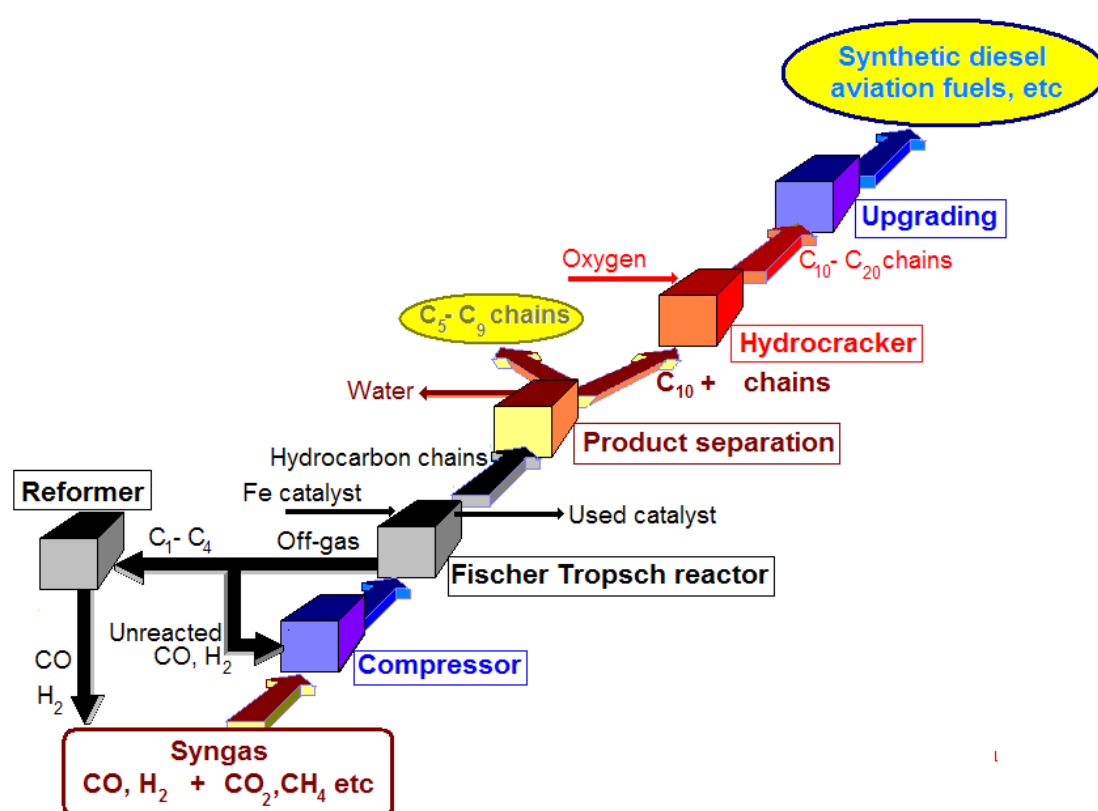 Synthetic diesel
aviation fuels, etc
Upgrading
Oxygen
C10- C20 chains
C5- C9 chains
Hydrocracker
Water
C10 + chains
Product separation
Hydrocarbon chains
Reformer
Fe catalyst
Used catalyst
C1- C4
Off-gas
Fischer Tropsch reactor
Unreacted
CO, H2
CO
H2
Compressor
Syngas
CO, H2 + CO2,CH4 etc